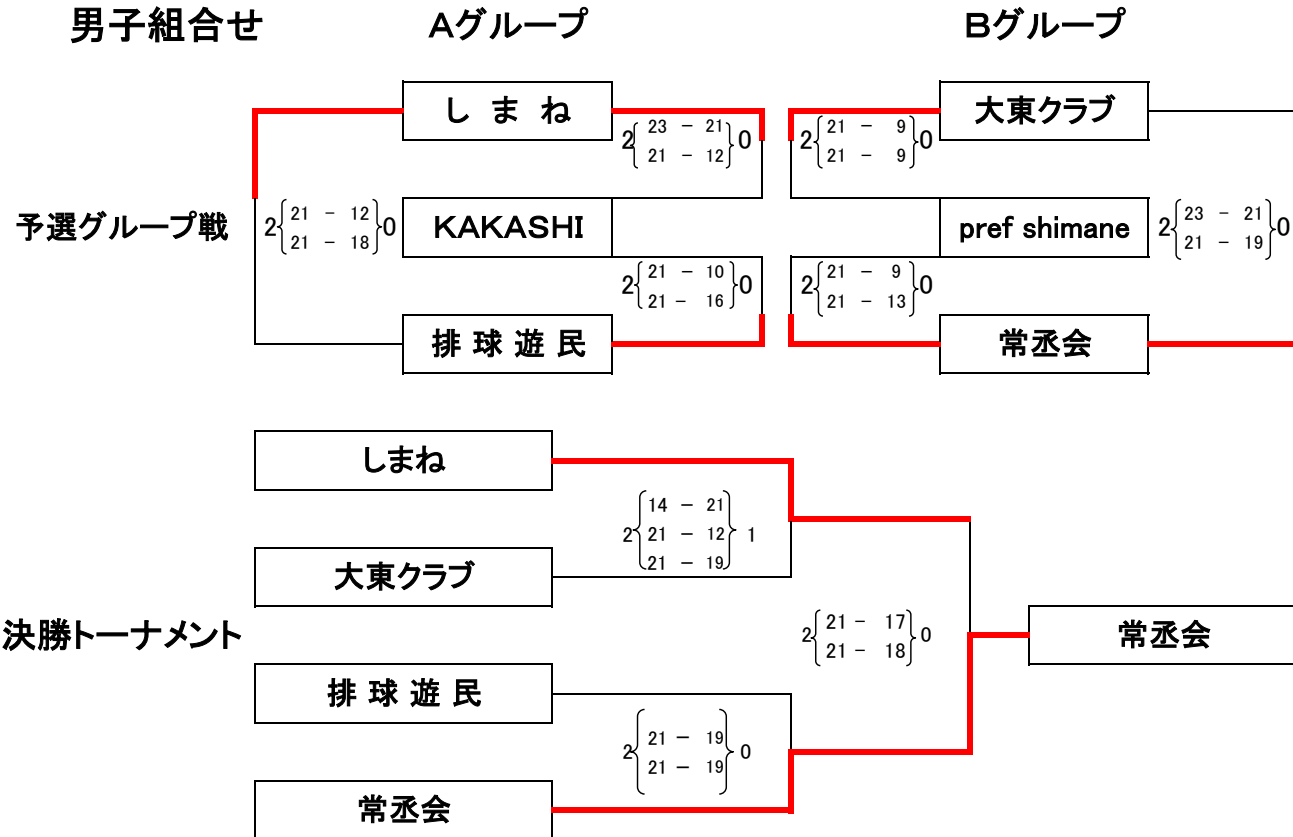 男子組合せ Aグループ Bグループ
しまね 大東クラブ
2{ 23 - 21 }0 2{ 21 - 9 }0
21 - 12 21 - 9
予選グループ戦 2{ 21 - 12 }0 KAKASHI pref shimane 2{ 23 - 21 }0
21 - 18 21 - 19
2{ 21 - 10 }0 2{ 21 - 9 }0
21 - 16 21 - 13
排球遊民 常丞会
しまね
14 - 21
2{ 21 - 12 } 1
21 - 19
大東クラブ
決勝トーナメント 2{ 21 - 17 }0 常丞会
21 - 18
排球遊民
2{ 21 - 19 } 0
21 - 19
常丞会